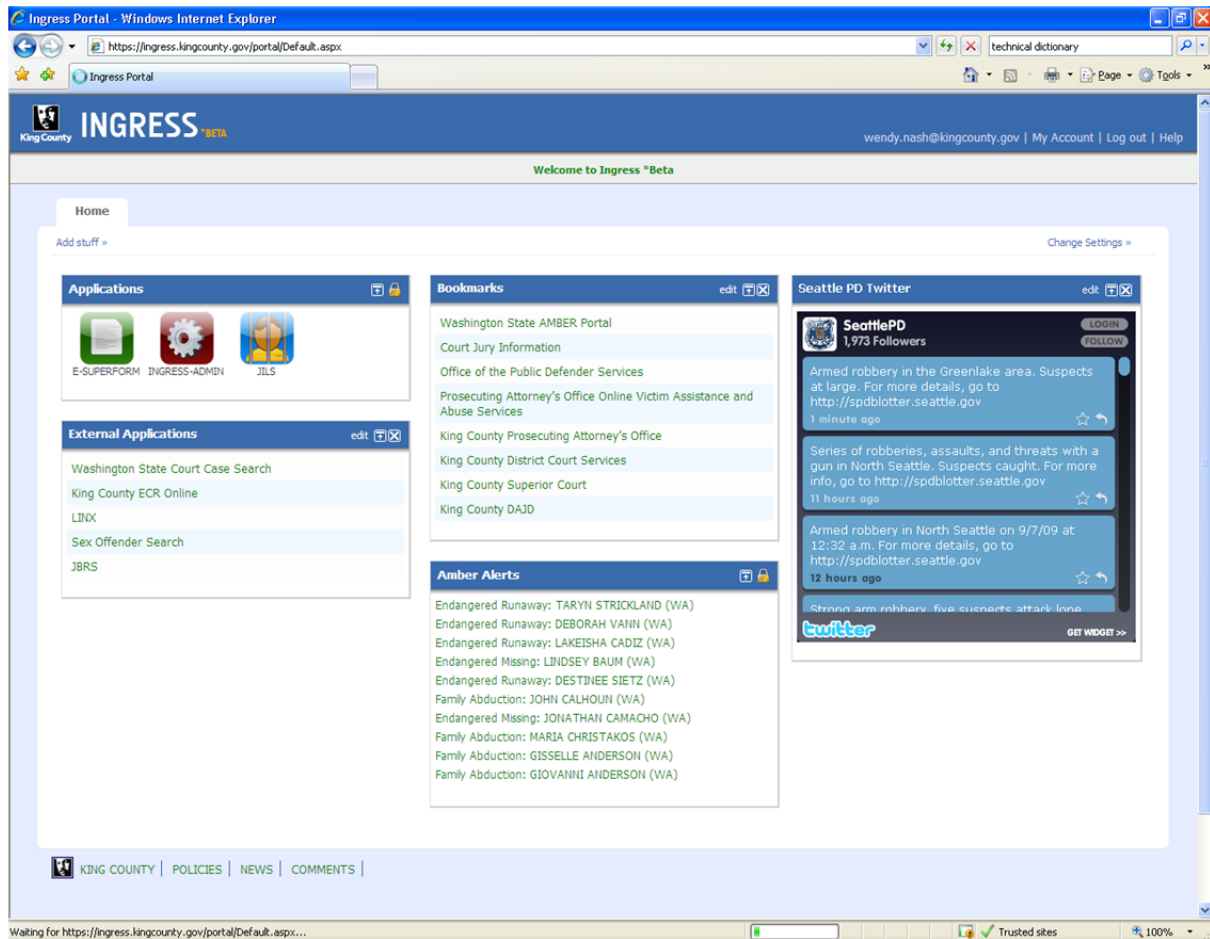 Ingress Portal - Windows Internet Explorer
https://ingress.kingcounty.gov/portal/Default.aspx
technical dictionary
Ingress Portal
Page
Tools
»
King County
INGRESS *BETA
wendy.nash@kingcounty.gov | My Account | Log out | Help
Welcome to Ingress *Beta
Home
Add stuff »
Change Settings »
Applications
E-SUPERFORM
INGRESS-ADMIN
JILS
External Applications
edit
Washington State Court Case Search
King County ECR Online
LINX
Sex Offender Search
JBRS
Bookmarks
edit
Washington State AMBER Portal
Court Jury Information
Office of the Public Defender Services
Prosecuting Attorney's Office Online Victim Assistance and
Abuse Services
King County Prosecuting Attorney's Office
King County District Court Services
King County Superior Court
King County DAJD
Amber Alerts
Endangered Runaway: TARYN STRICKLAND (WA)
Endangered Runaway: DEBORAH VANN (WA)
Endangered Runaway: LAKEISHA CADIZ (WA)
Endangered Missing: LINDSEY BAUM (WA)
Endangered Runaway: DESTINEE SIETZ (WA)
Family Abduction: JOHN CALHOUN (WA)
Endangered Missing: JONATHAN CAMACHO (WA)
Family Abduction: MARIA CHRISTAKOS (WA)
Family Abduction: GISSELLE ANDERSON (WA)
Family Abduction: GIOVANNI ANDERSON (WA)
Seattle PD Twitter
edit
SeattlePD
1,973 Followers
LOGIN
FOLLOW
Armed robbery in the Greenlake area. Suspects
at large. For more details, go to
http://spdblotter.seattle.gov
1 minute ago
Series of robberies, assaults, and threats with a
gun in North Seattle. Suspects caught. For more
info, go to http://spdblotter.seattle.gov
11 hours ago
Armed robbery in North Seattle on 9/7/09 at
12:32 a.m. For more details, go to
http://spdblotter.seattle.gov
12 hours ago
Strong arm robbery, five suspects attack lone
twitter
GET WIDGET >>
KING COUNTY | POLICIES | NEWS | COMMENTS |
Waiting for https://ingress.kingcounty.gov/portal/Default.aspx...
Trusted sites
100%